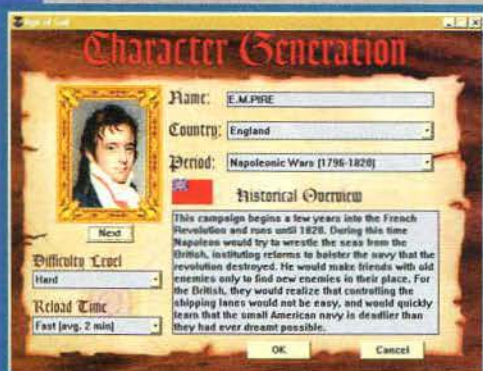 Age of Sail
Character Generation
Name: E.M.PIRE
Country: England
Period: Napoleonic Wars (1796-1820)
Historical Overview
This campaign begins a few years into the French
Revolution and runs until 1820. During this time
Napoleon would try to wrestle the seas from the
British, instituting reforms to bolster the navy that the
revolution destroyed. He would make friends with old
enemies only to find new enemies in their place. For
the British, they would realize that controlling the
shipping lanes would not be easy, and would quickly
learn that the small American navy is deadlier than
they had ever dreamt possible.
Next
Difficulty Level
Hard
Reload Time
Fast (avg. 2 min)
OK
Cancel